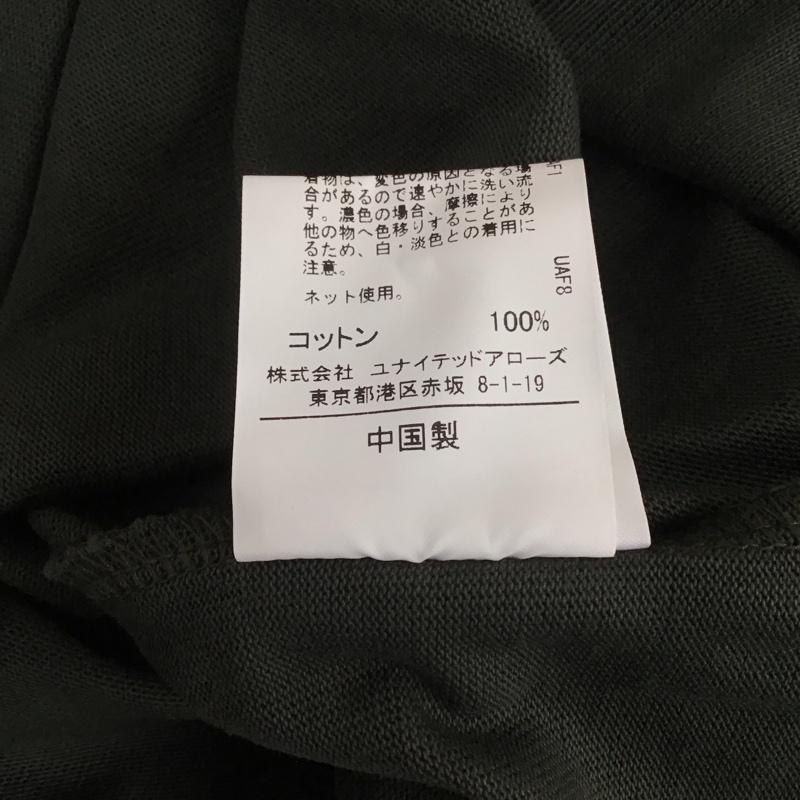 着物は、変色の原因となる場
合があるので速やかに洗い流
す。濃色の場合、摩擦により
他の物へ色移りすることがあ
るため、白・淡色との着用に
注意。
ネット使用。
コットン 100%
株式会社 ユナイテッドアローズ
東京都港区赤坂 8-1-19
中国製
UAF8